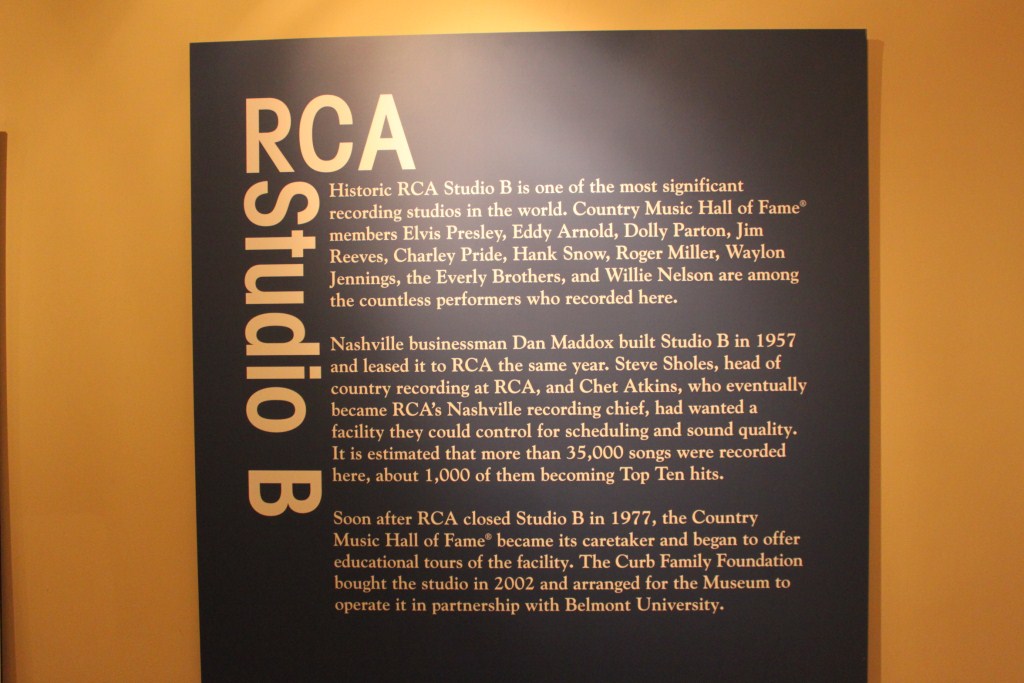 RCA
Studio B
Historic RCA Studio B is one of the most significant
recording studios in the world. Country Music Hall of Fame®
members Elvis Presley, Eddy Arnold, Dolly Parton, Jim
Reeves, Charley Pride, Hank Snow, Roger Miller, Waylon
Jennings, the Everly Brothers, and Willie Nelson are among
the countless performers who recorded here.
Nashville businessman Dan Maddox built Studio B in 1957
and leased it to RCA the same year. Steve Sholes, head of
country recording at RCA, and Chet Atkins, who eventually
became RCA’s Nashville recording chief, had wanted a
facility they could control for scheduling and sound quality.
It is estimated that more than 35,000 songs were recorded
here, about 1,000 of them becoming Top Ten hits.
Soon after RCA closed Studio B in 1977, the Country
Music Hall of Fame® became its caretaker and began to offer
educational tours of the facility. The Curb Family Foundation
bought the studio in 2002 and arranged for the Museum to
operate it in partnership with Belmont University.